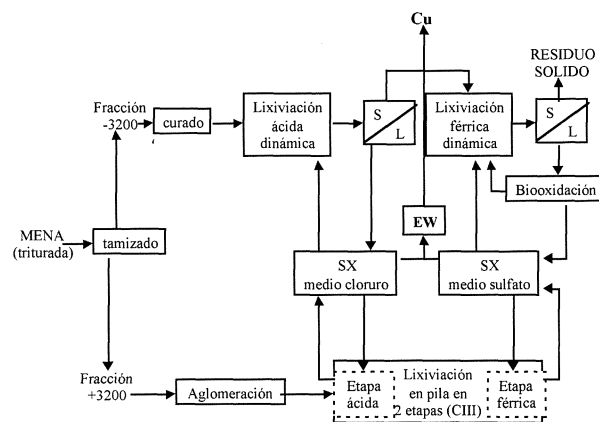 Cu
RESIDUO
SOLIDO
Fracción
-3200
curado
Lixiviación
ácida
dinámica
S
L
Lixiviación
férrica
dinámica
S
L
Biooxidación
EW
MENA
(triturada)
tamizado
SX
medio cloruro
SX
medio sulfato
Fracción
+3200
Aglomeración
Etapa
ácida
Lixiviación
en pila en
2 etapas (CIII)
Etapa
férrica